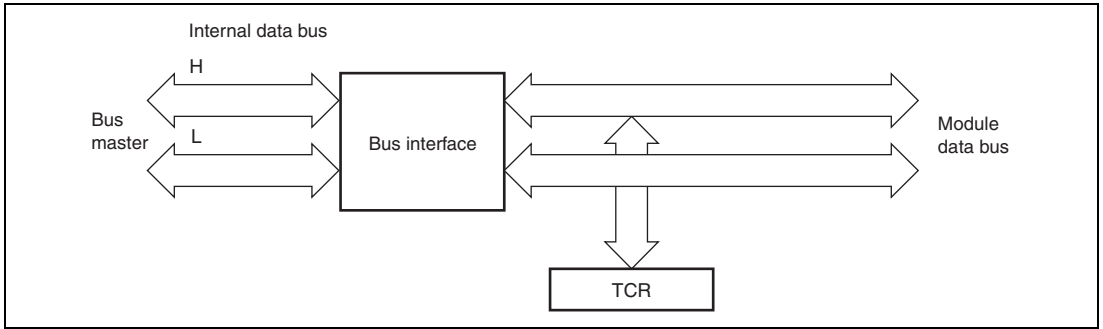 Internal data bus
H
Bus
master
L
Bus interface
Module
data bus
TCR